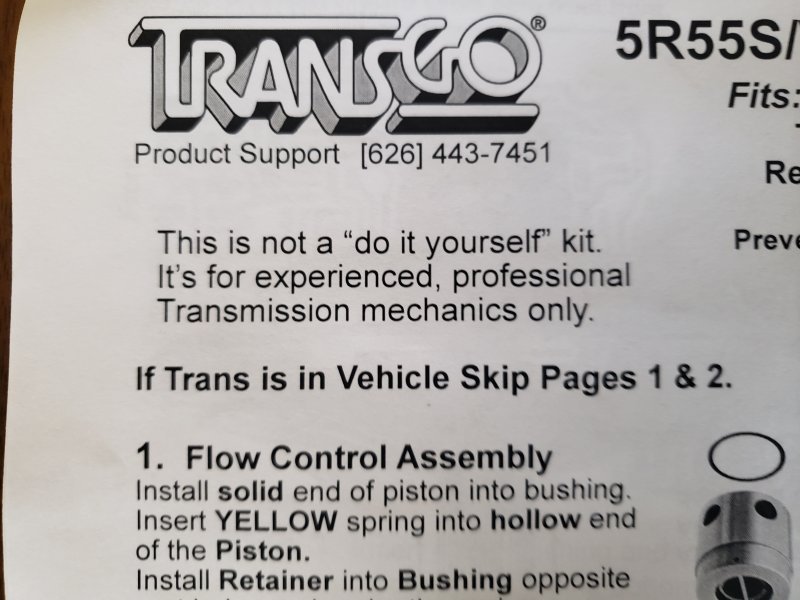 TRANSGO®
5R55S/
Product Support [626] 443-7451
Fits:
This is not a “do it yourself” kit.
It’s for experienced, professional
Transmission mechanics only.
If Trans is in Vehicle Skip Pages 1 & 2.
1. Flow Control Assembly
Install solid end of piston into bushing.
Insert YELLOW spring into hollow end
of the Piston.
Install Retainer into Bushing opposite